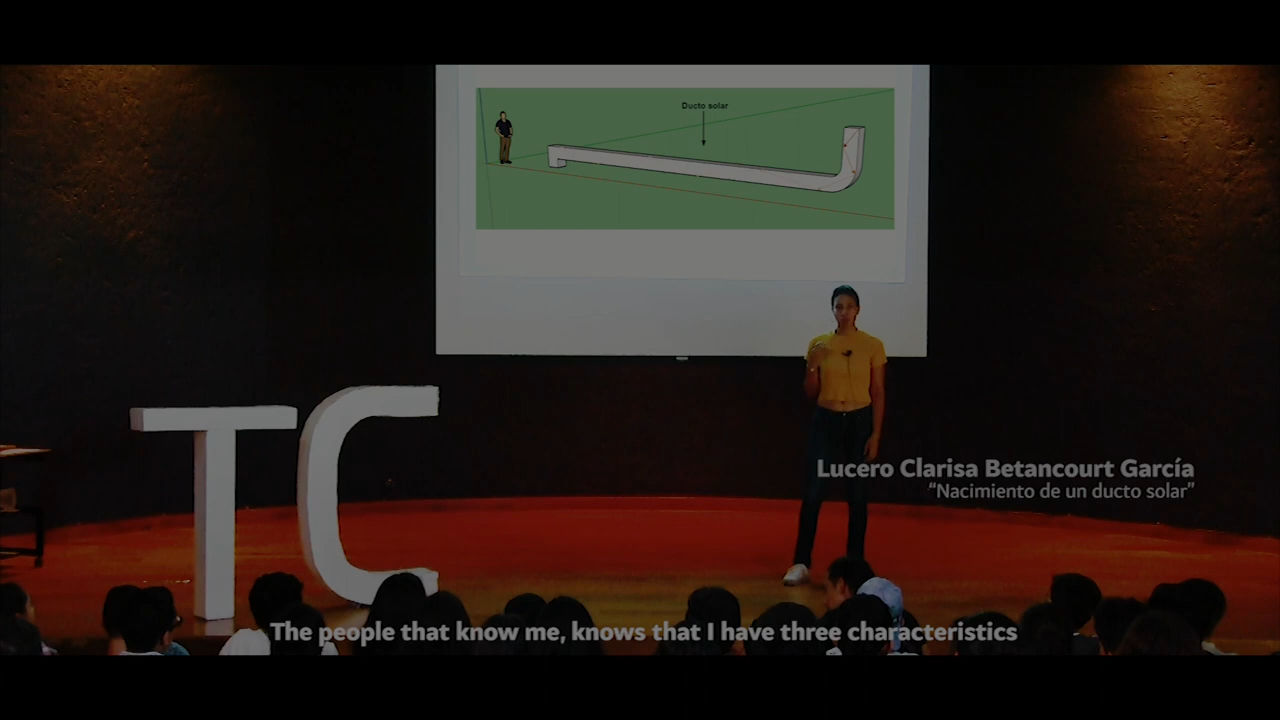 Ducto solar
TC
Lucero Clarisa Betancourt García
“Nacimiento de un ducto solar”
The people that know me, knows that I have three characteristics